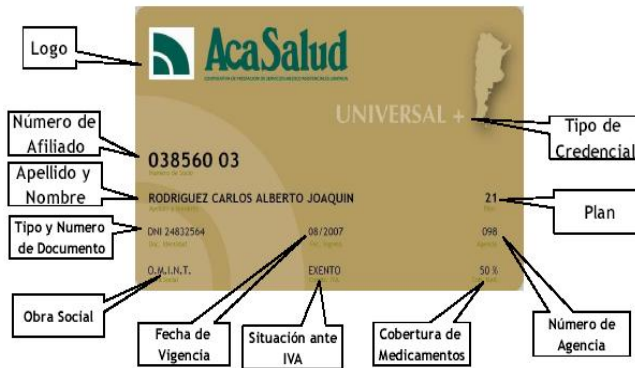 Logo
AcaSalud
UNIVERSAL +
Tipo de
Credencial
Número de
Afiliado
038560 03
Apellido y
Nombre
RODRIGUEZ CARLOS ALBERTO JOAQUIN
21
Plan
Tipo y Numero
de Documento
DNI 24832564
08/2007
098
O.M.I.N.T.
EXENTO
50 %
Obra Social
Fecha de
Vigencia
Situación ante
IVA
Cobertura de
Medicamentos
Número de
Agencia